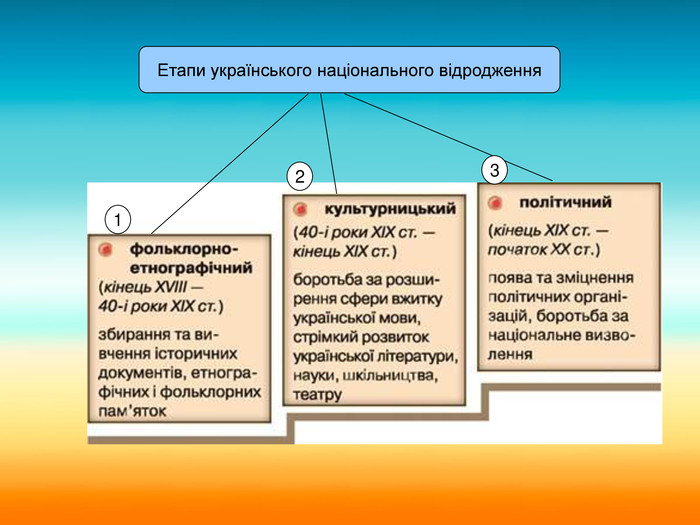 Етапи українського національного відродження
1
фольклорно-
етнографічний
(кінець XVIII —
40-і роки XIX ст.)
збирання та ви-
вчення історичних
документів, етногра-
фічних і фольклорних
пам’яток
2
культурницький
(40-і роки XIX ст. —
кінець XIX ст.)
боротьба за розши-
рення сфери вжитку
української мови,
стрімкий розвиток
української літератури,
науки, шкільництва,
театру
3
політичний
(кінець XIX ст. —
початок XX ст.)
поява та зміцнення
політичних органі-
зацій, боротьба за
національне визво-
лення